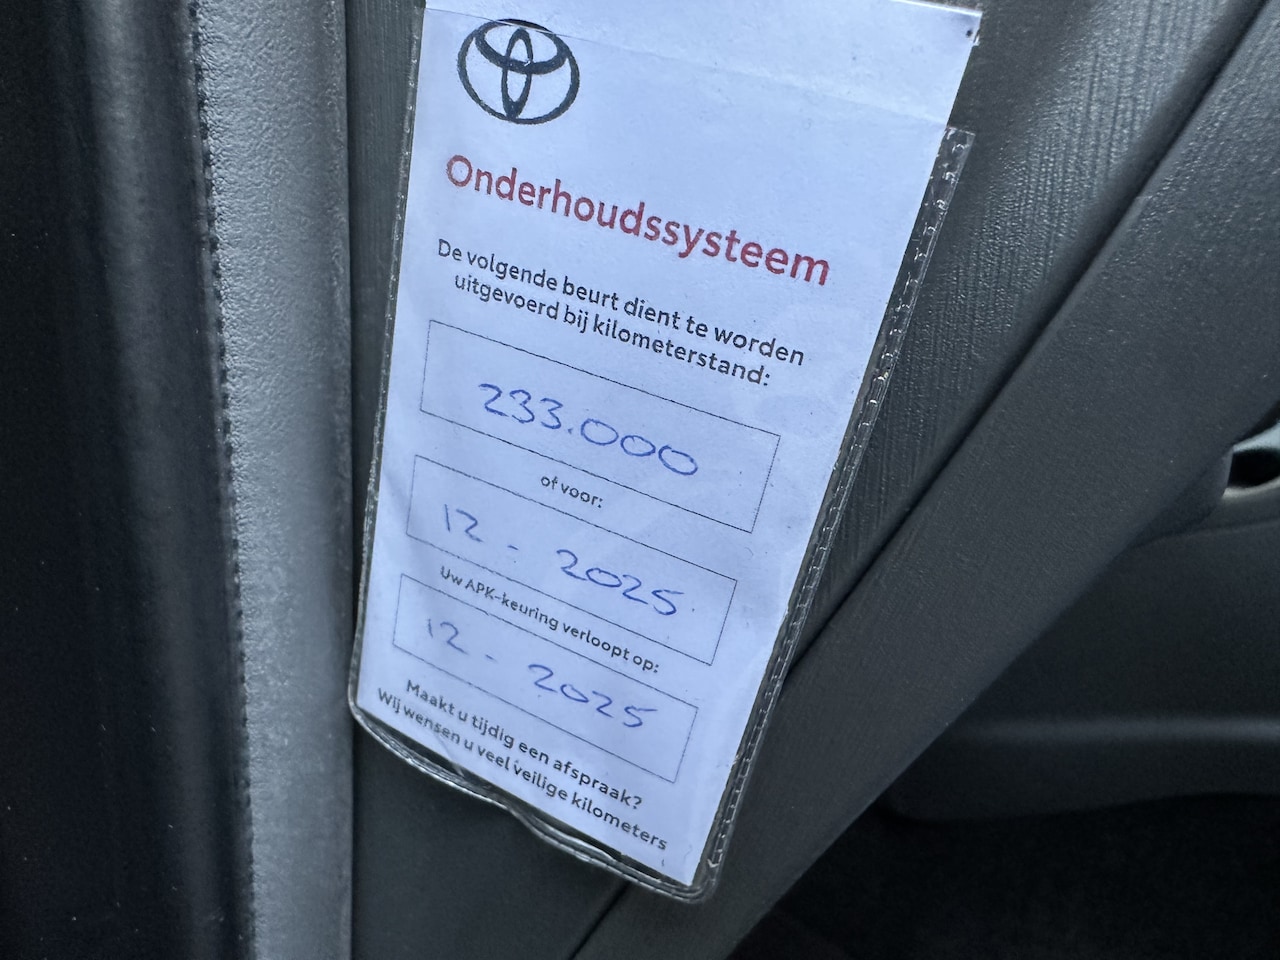 Onderhoudssysteem
De volgende beurt dient te worden
uitgevoerd bij kilometerstand:
233.000
of voor:
12 - 2025
Uw APK-keuring verloopt op:
12 - 2025
Maakt u tijdig een afspraak?
Wij wensen u veel veilige kilometers